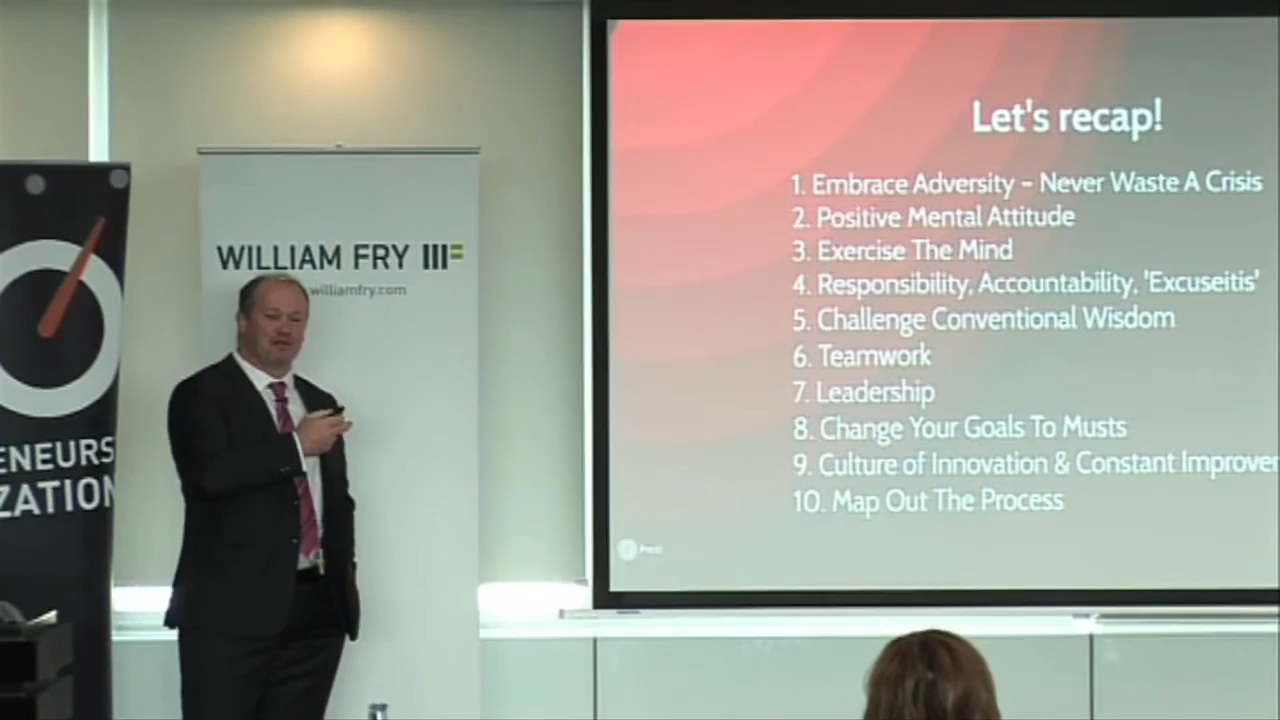 ENEURS
ZATION
WILLIAM FRY
williamfry.com
Let's recap!
1. Embrace Adversity – Never Waste A Crisis
2. Positive Mental Attitude
3. Exercise The Mind
4. Responsibility, Accountability, 'Excuseitis'
5. Challenge Conventional Wisdom
6. Teamwork
7. Leadership
8. Change Your Goals To Musts
9. Culture of Innovation & Constant Improve
10. Map Out The Process
Prezi